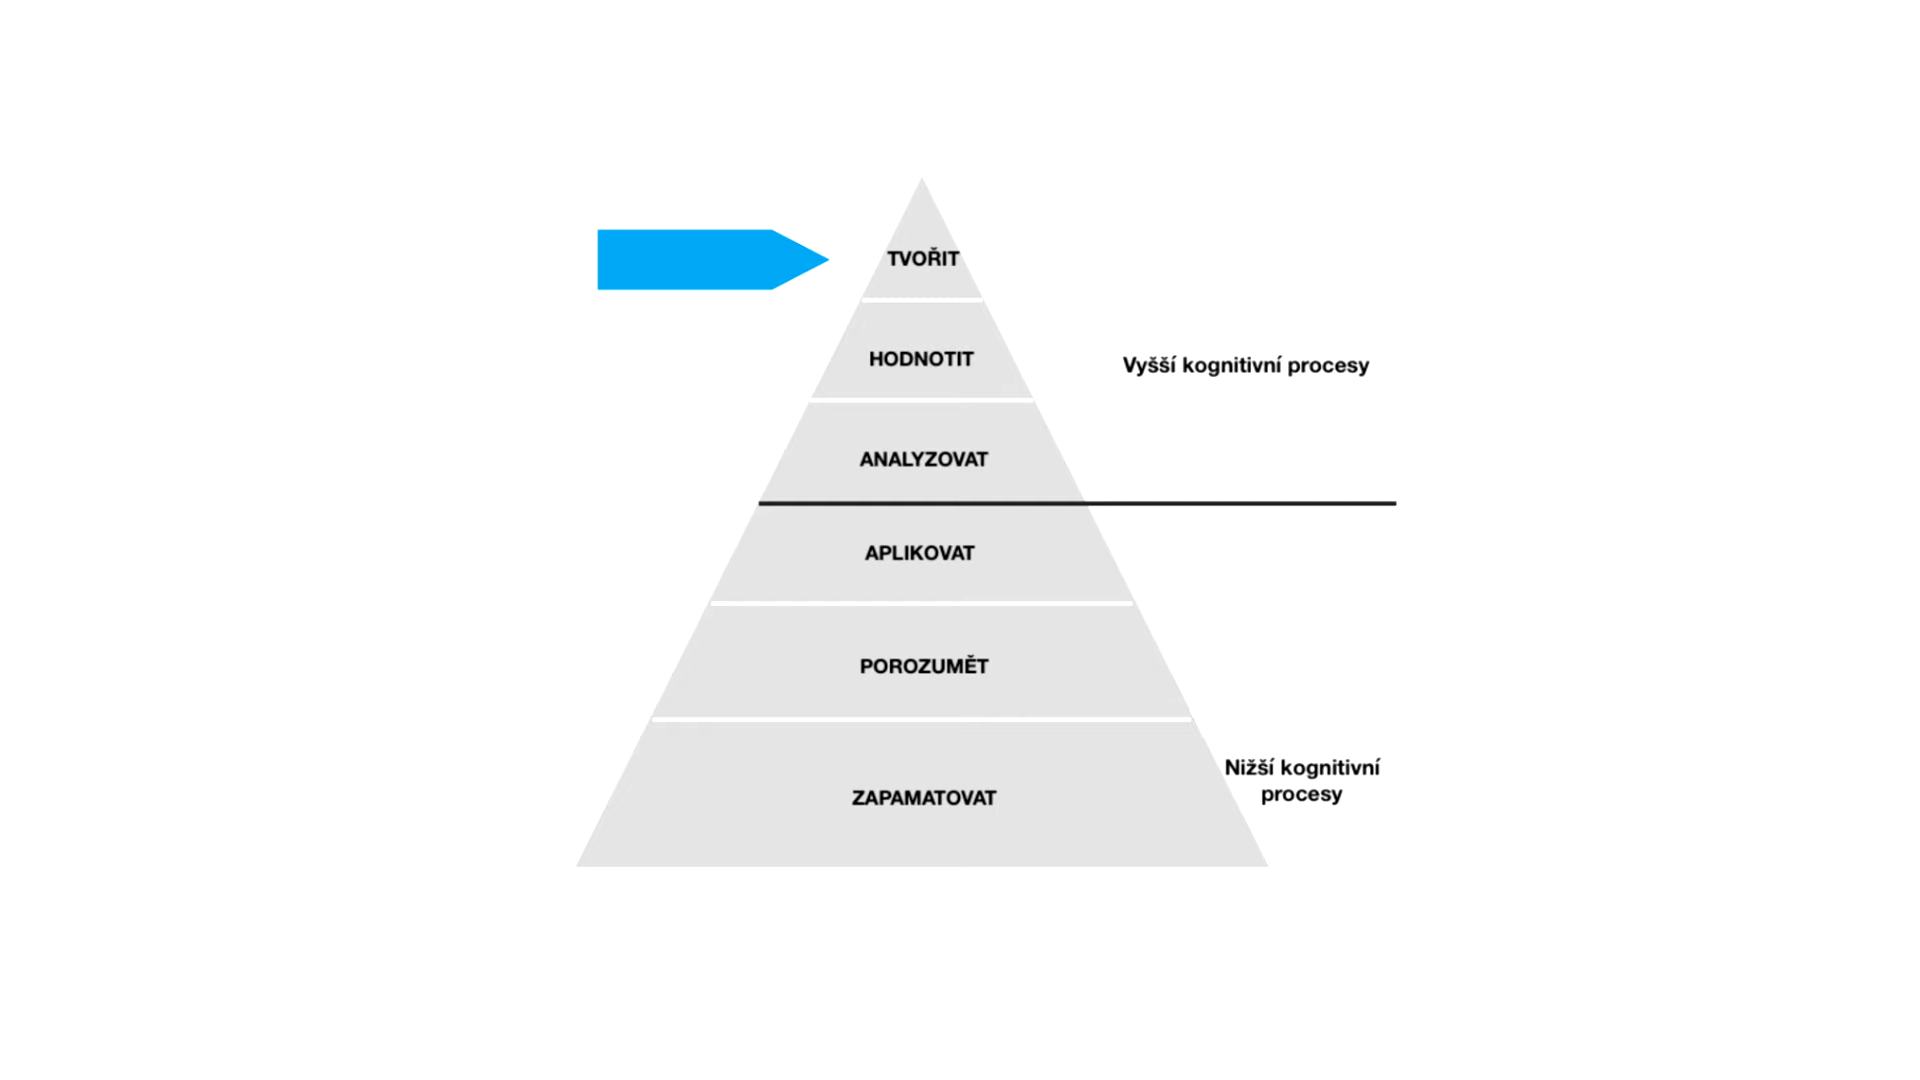 TVOŘIT
HODNOTIT
Vyšší kognitivní procesy
ANALYZOVAT
APLIKOVAT
POROZUMĚT
Nižší kognitivní
procesy
ZAPAMATOVAT